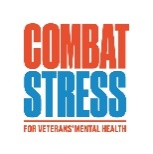 COMBAT
STRESS
FOR VETERANS' MENTAL HEALTH